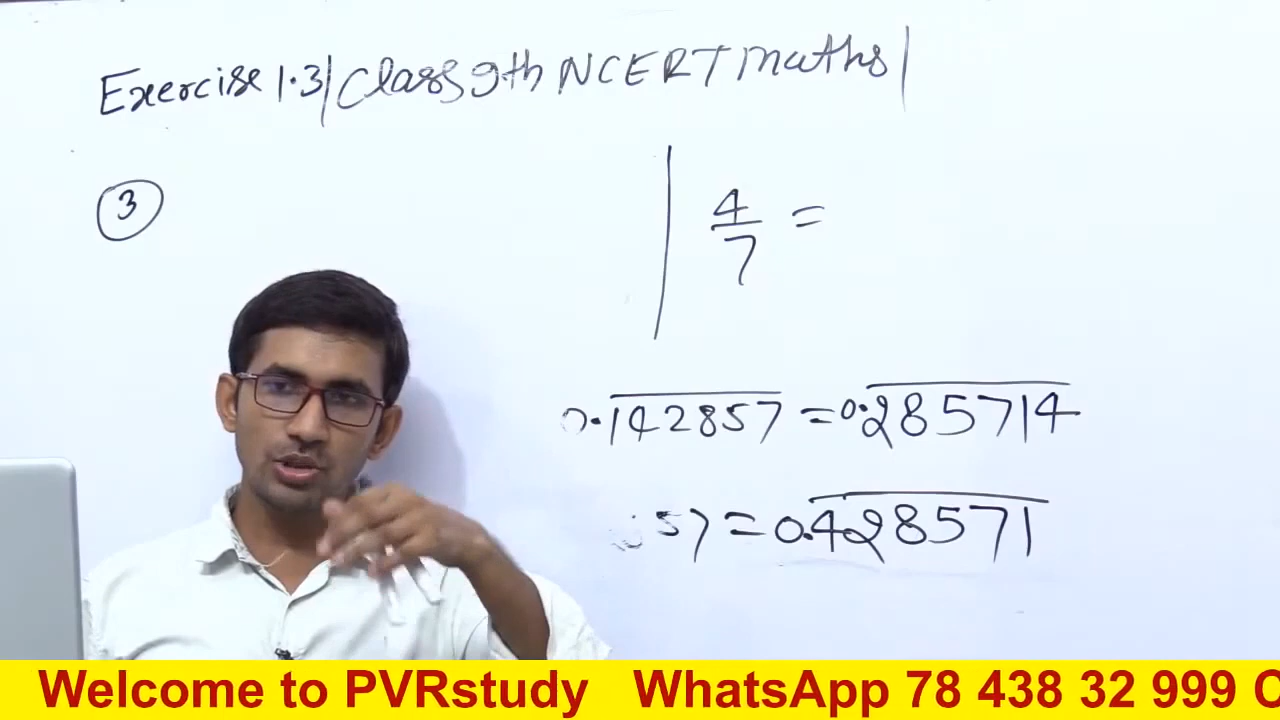 Exercise 1.3| Class 9th NCERT maths|
3
4/7 =
0.142857 = 0.285714
57 = 0.428571
Welcome to PVRstudy WhatsApp 78 438 32 999 C